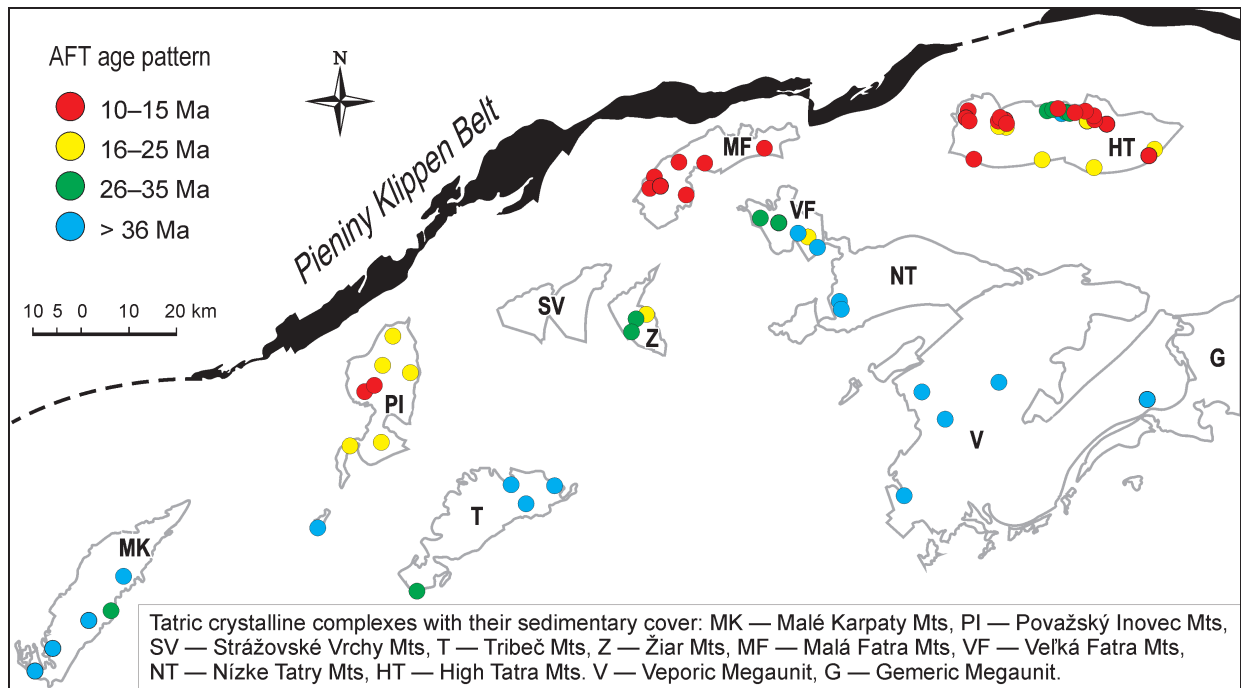 AFT age pattern
10–15 Ma
16–25 Ma
26–35 Ma
> 36 Ma
N
Pieniny Klippen Belt
10 5 0 10 20 km
MF
HT
VF
NT
SV
Z
G
PI
V
T
MK
Tatric crystalline complexes with their sedimentary cover: MK — Malé Karpaty Mts, PI — Považský Inovec Mts,
SV — Strážovské Vrchy Mts, T — Tribeč Mts, Z — Žiar Mts, MF — Malá Fatra Mts, VF — Veľká Fatra Mts,
NT — Nízke Tatry Mts, HT — High Tatra Mts. V — Veporic Megaunit, G — Gemeric Megaunit.